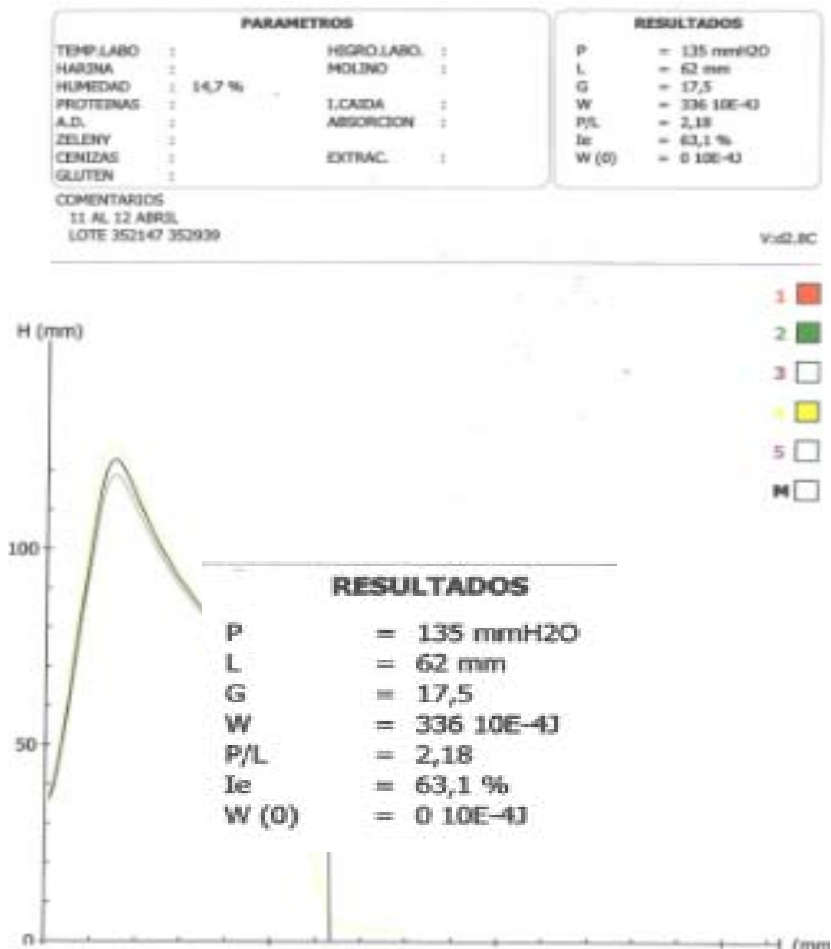 PARAMETROS
TEMP.LABO :
HIGRO.LABO. :
HARINA :
MOLINO :
HUMEDAD : 14,7 %
PROTEINAS :
I.CAIDA :
A.D. :
ABSORCION :
ZELENY :
CENIZAS :
EXTRAC. :
GLUTEN :
RESULTADOS
P = 135 mmH2O
L = 62 mm
G = 17,5
W = 336 10E-4J
P/L = 2,18
Ie = 63,1 %
W (0) = 0 10E-4J
COMENTARIOS
11 AL 12 ABRIL
LOTE 352147 352939
V:d2.8C
1
2
3
4
5
M
H (mm)
100
50
0
L (mm
RESULTADOS
P = 135 mmH2O
L = 62 mm
G = 17,5
W = 336 10E-4J
P/L = 2,18
Ie = 63,1 %
W (0) = 0 10E-4J